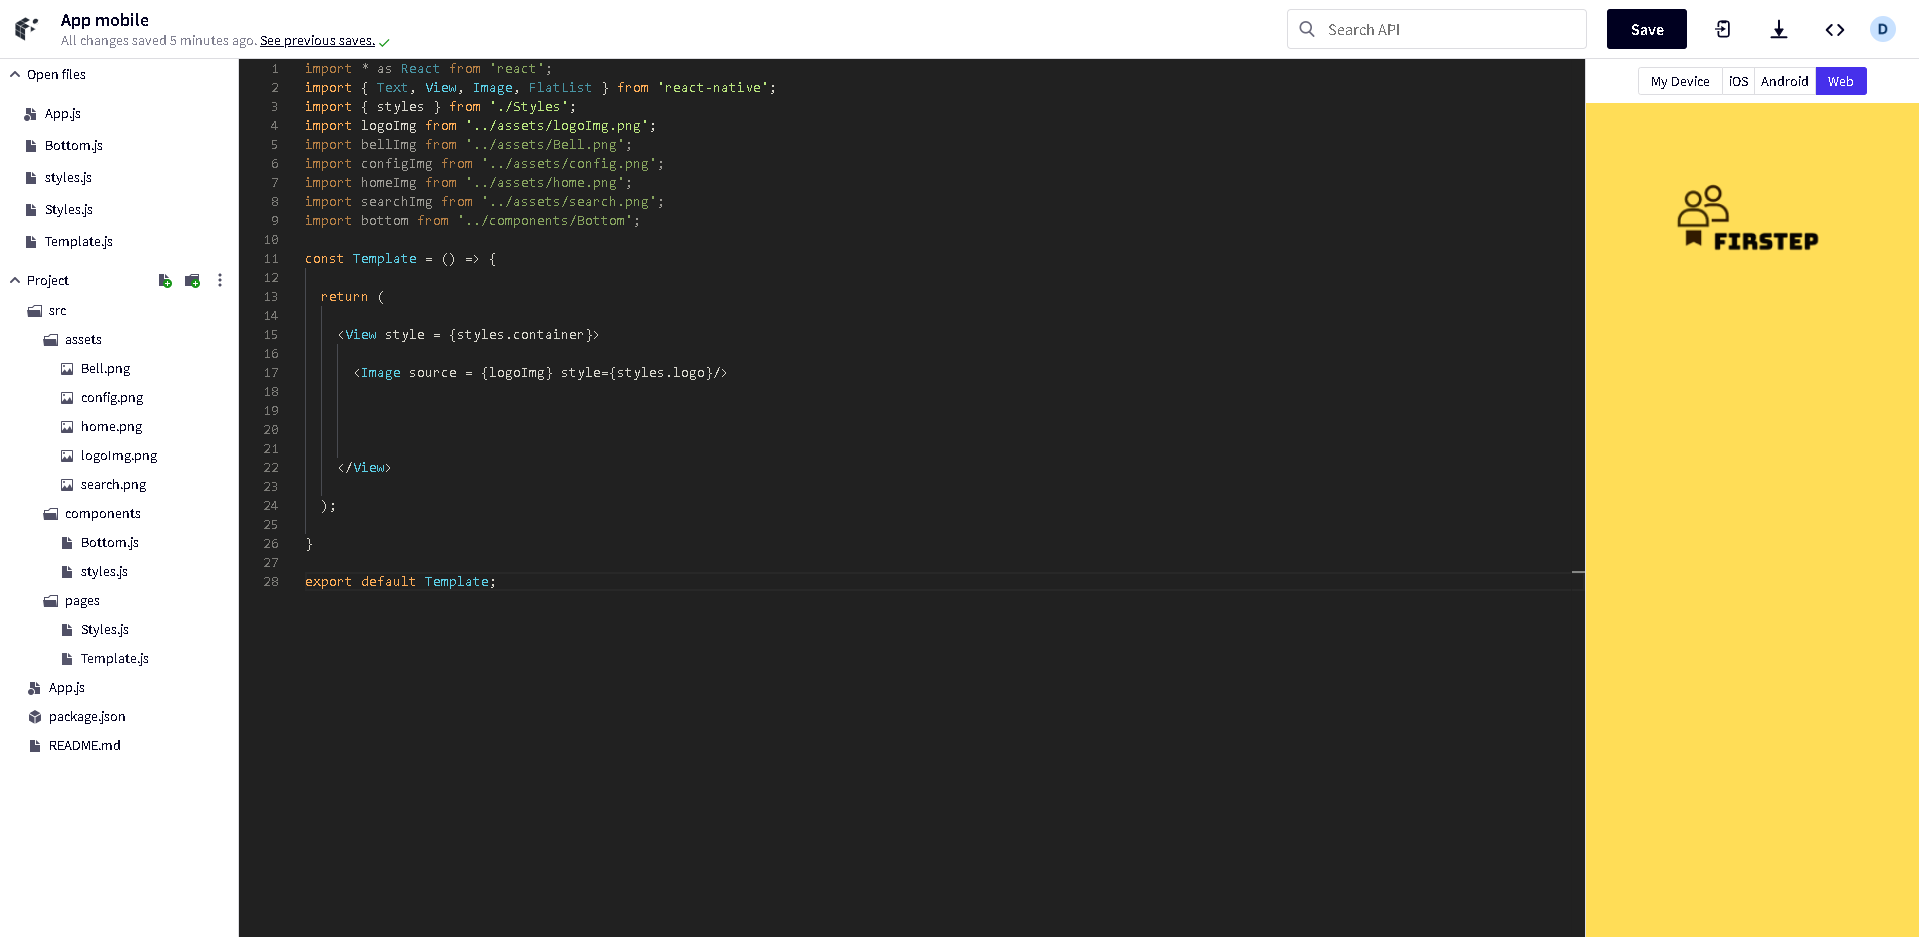 App mobile
All changes saved 5 minutes ago. See previous saves.
Search API
Save
D
Open files
App.js
Bottom.js
styles.js
Styles.js
Template.js
Project
src
assets
Bell.png
config.png
home.png
logoImg.png
search.png
components
Bottom.js
styles.js
pages
Styles.js
Template.js
App.js
package.json
README.md
1 import * as React from 'react';
2 import { Text, View, Image, FlatList } from 'react-native';
3 import { styles } from './Styles';
4 import logoImg from '../assets/logoImg.png';
5 import bellImg from '../assets/Bell.png';
6 import configImg from '../assets/config.png';
7 import homeImg from '../assets/home.png';
8 import searchImg from '../assets/search.png';
9 import bottom from '../components/Bottom';
10
11 const Template = () => {
12
13 return (
14
15 <View style = {styles.container}>
16
17 <Image source = {logoImg} style={styles.logo}/>
18
19
20
21
22 </View>
23
24 );
25
26 }
27
28 export default Template;
My Device iOS Android Web
FIRSTEP